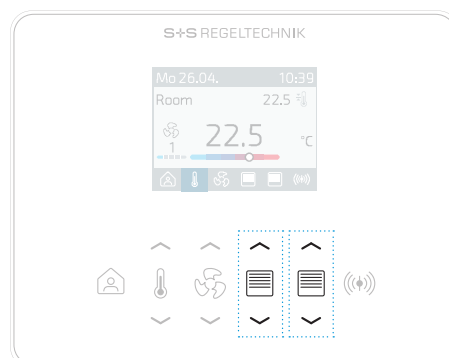 S+S REGELTECHNIK
Mo 26.04. 10:39
Room 22.5
22.5 °C
1